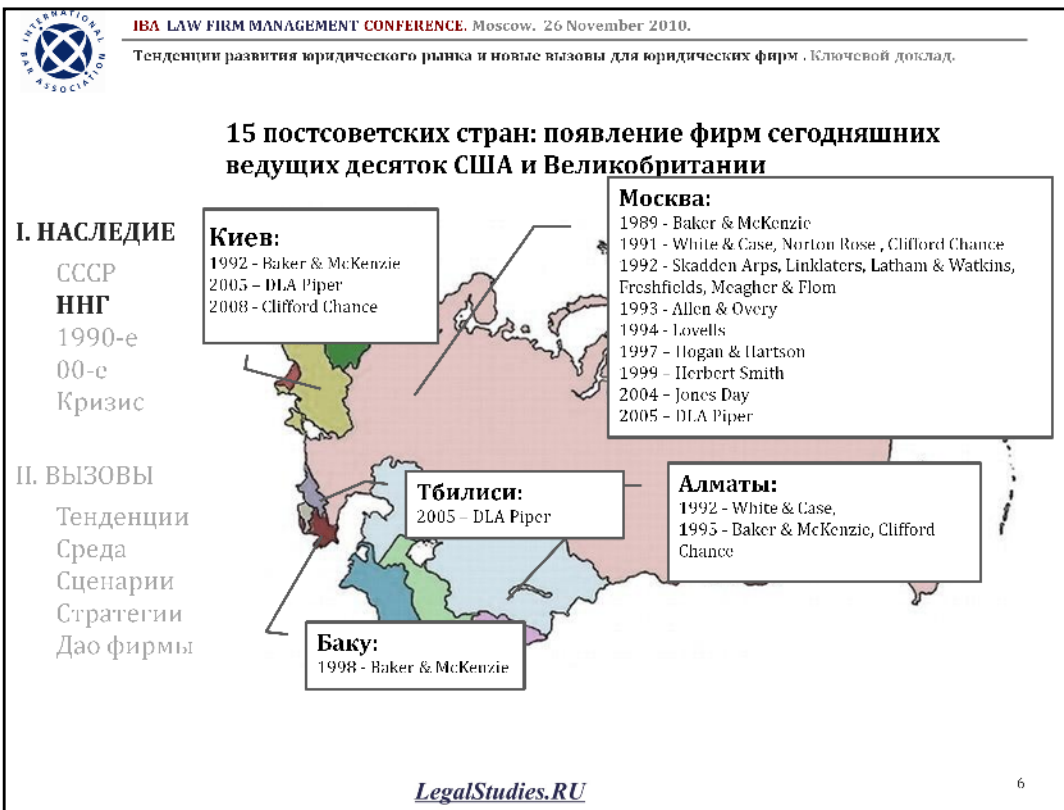 INTERNATIONAL
BAR ASSOCIATION
IBA LAW FIRM MANAGEMENT CONFERENCE. Moscow. 26 November 2010.
Тенденции развития юридического рынка и новые вызовы для юридических фирм . Ключевой доклад.
15 постсоветских стран: появление фирм сегодняшних
ведущих десяток США и Великобритании
I. НАСЛЕДИЕ
СССР
ННГ
1990-е
00-е
Кризис
II. ВЫЗОВЫ
Тенденции
Среда
Сценарии
Стратегии
Дао фирмы
Киев:
1992 - Baker & McKenzie
2005 – DLA Piper
2008 - Clifford Chance
Москва:
1989 - Baker & McKenzie
1991 - White & Case, Norton Rose , Clifford Chance
1992 - Skadden Arps, Linklaters, Latham & Watkins,
Freshfields, Meagher & Flom
1993 - Allen & Overy
1994 - Lovells
1997 – Hogan & Hartson
1999 – Herbert Smith
2004 – Jones Day
2005 – DLA Piper
Тбилиси:
2005 – DLA Piper
Алматы:
1992 - White & Case,
1995 - Baker & McKenzie, Clifford
Chance
Баку:
1998 - Baker & McKenzie
LegalStudies.RU
6